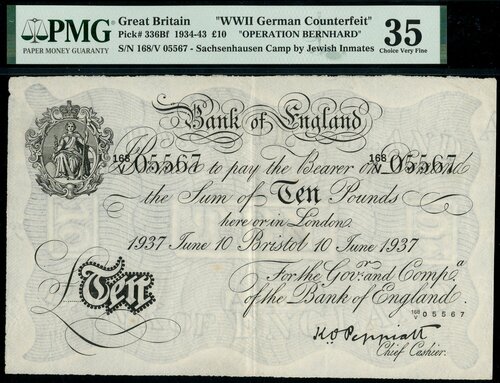 PMG
PAPER MONEY GUARANTY
Great Britain "WWII German Counterfeit"
Pick# 336Bf 1934-43 £10 "OPERATION BERNHARD"
S/N 168/V 05567 - Sachsenhausen Camp by Jewish Inmates
35
Choice Very Fine
Bank of England
168/V 05567 168/V 05567
Promise to pay the Bearer on Demand
the Sum of Ten Pounds
here or in London
1937 June 10 Bristol 10 June 1937
For the Govr. and Compa.
of the Bank of England.
168/V 05567
£Ten
K.O. Peppiatt
Chief Cashier.